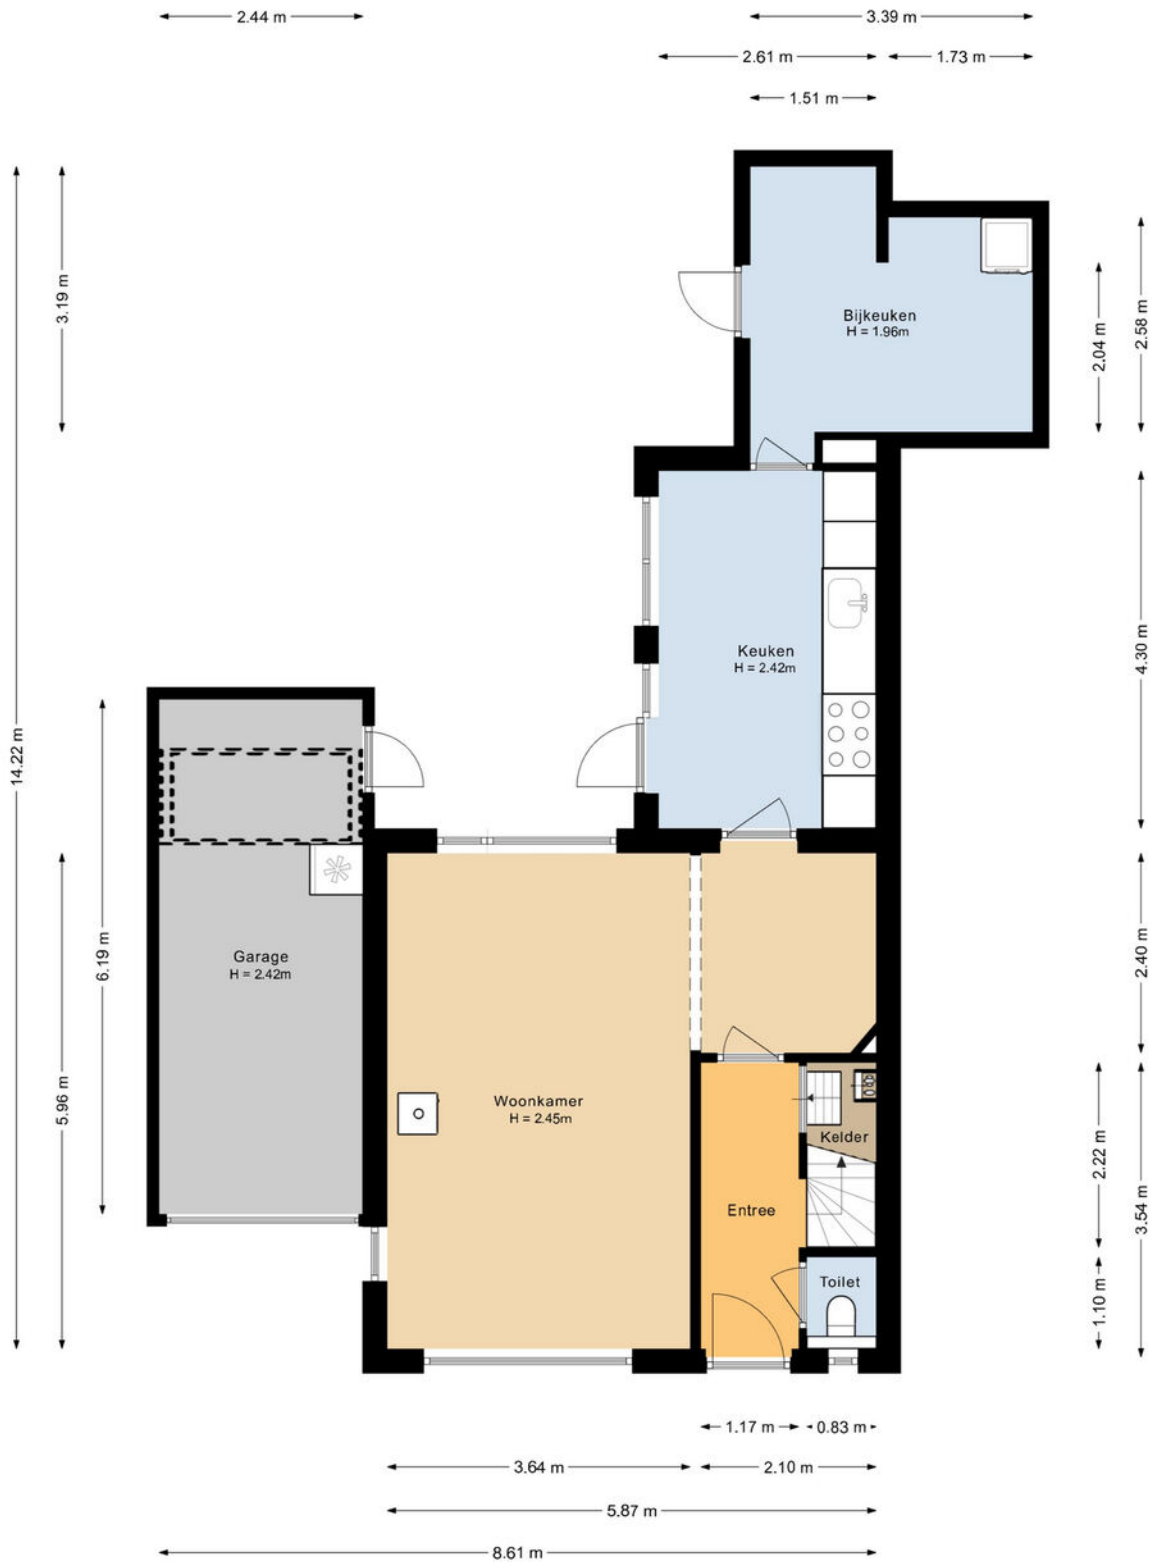 2.44 m
3.39 m
2.61 m
1.73 m
1.51 m
14.22 m
3.19 m
Bijkeuken
H = 1.96m
2.04 m
2.58 m
Keuken
H = 2.42m
4.30 m
6.19 m
Garage
H = 2.42m
2.40 m
5.96 m
Woonkamer
H = 2.45m
Kelder
2.22 m
3.54 m
Entree
Toilet
1.10 m
1.17 m
0.83 m
3.64 m
2.10 m
5.87 m
8.61 m